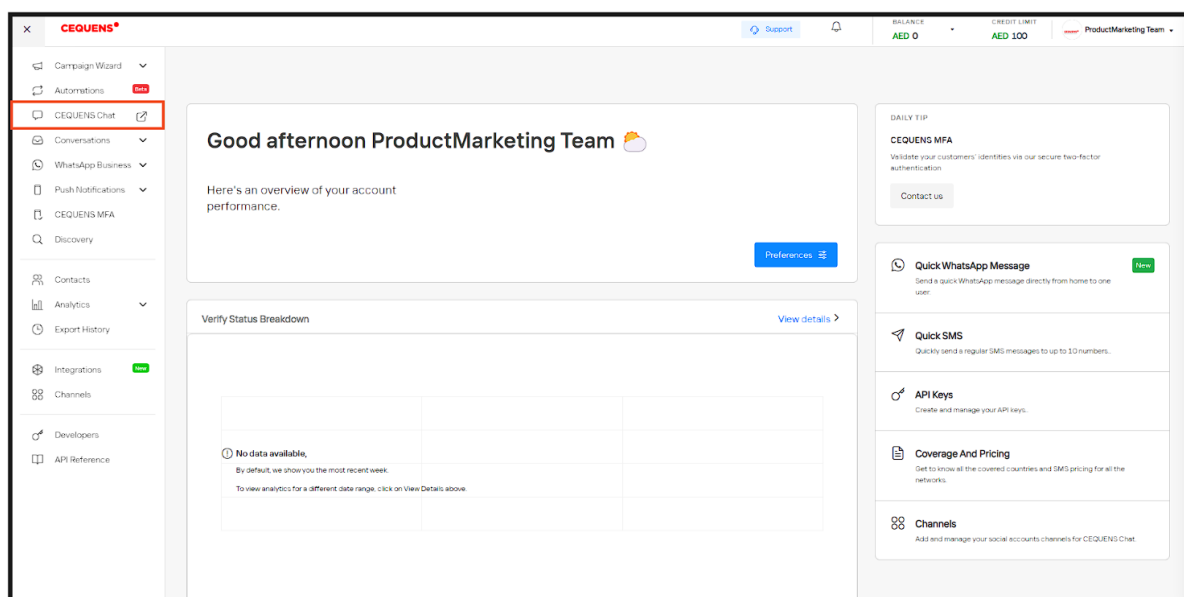 CEQUENS
Support
BALANCE
AED 0
CREDIT LIMIT
AED 100
ProductMarketing Team
Campaign Wizard
Automations
Beta
CEQUENS Chat
Conversations
WhatsApp Business
Push Notifications
CEQUENS MFA
Discovery
Contacts
Analytics
Export History
Integrations
New
Channels
Developers
API Reference
Good afternoon ProductMarketing Team
Here's an overview of your account
performance.
Preferences
Verify Status Breakdown
View details
No data available,
By default, we show you the most recent week.
To view analytics for a different date range, click on View Details above.
DAILY TIP
CEQUENS MFA
Validate your customers' identities via our secure two-factor
authentication
Contact us
Quick WhatsApp Message
New
Send a quick WhatsApp message directly from home to one
user.
Quick SMS
Quickly send a regular SMS messages to up to 10 numbers.
API Keys
Create and manage your API keys.
Coverage And Pricing
Get to know all the covered countries and SMS pricing for all the
networks.
Channels
Add and manage your social accounts channels for CEQUENS Chat